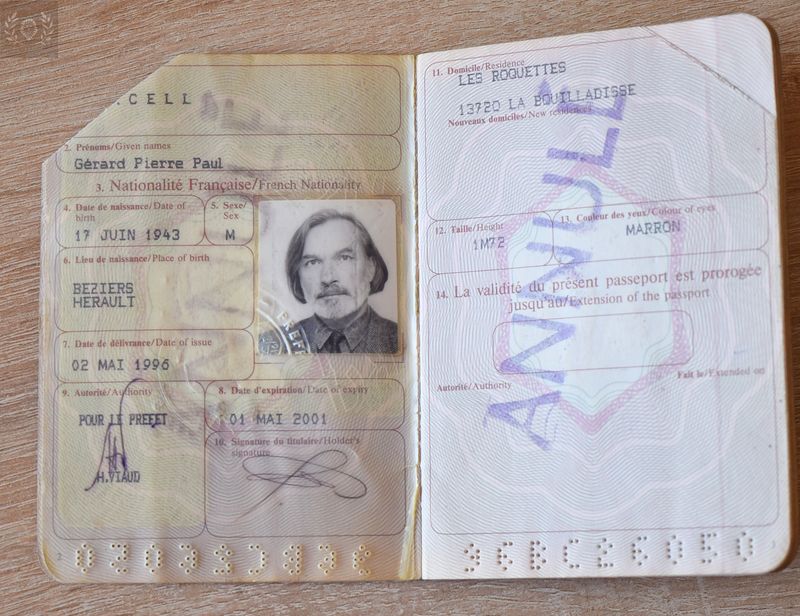 CELL
2. Prénoms/Given names
Gérard Pierre Paul
3. Nationalité Française/French Nationality
4. Date de naissance/Date of birth
17 JUIN 1943
5. Sexe/Sex
M
6. Lieu de naissance/Place of birth
BEZIERS
HERAULT
7. Date de délivrance/Date of issue
02 MAI 1996
9. Autorité/Authority
POUR LE PREFET
H.VIAUD
8. Date d'expiration/Date of expiry
01 MAI 2001
10. Signature du titulaire/Holder's
signature
PREFE
2
11. Domicile/Residence
LES ROQUETTES
13720 LA BOUILLADISSE
Nouveaux domiciles/New residences
12. Taille/Height
1M72
13. Couleur des yeux/Colour of eyes
MARRON
14. La validité du présent passeport est prorogée
jusqu'au/Extension of the passport
Fait le/Extended on
Autorité/Authority
ANNULÉ
3